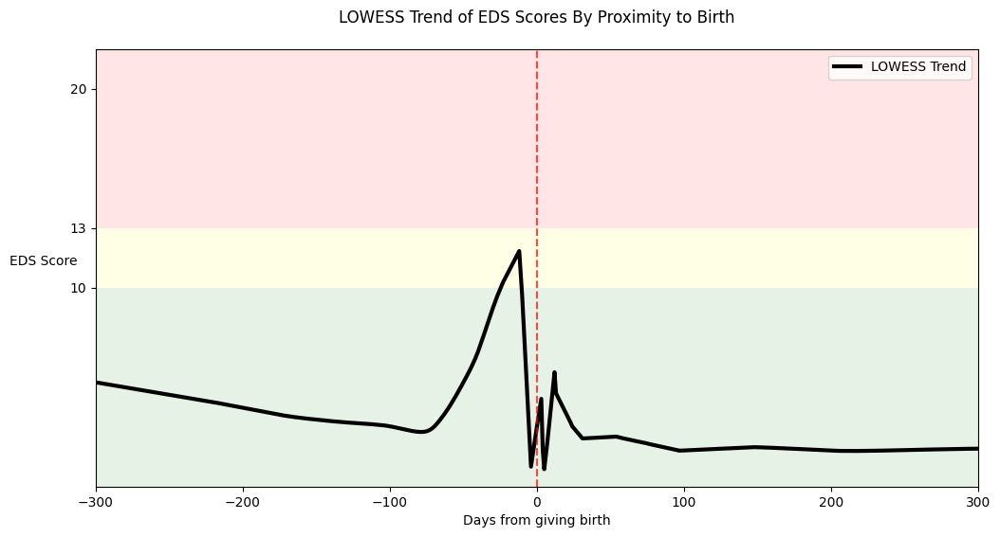 LOWESS Trend of EDS Scores By Proximity to Birth
LOWESS Trend
20
13
EDS Score
10
−300 −200 −100 0 100 200 300
Days from giving birth